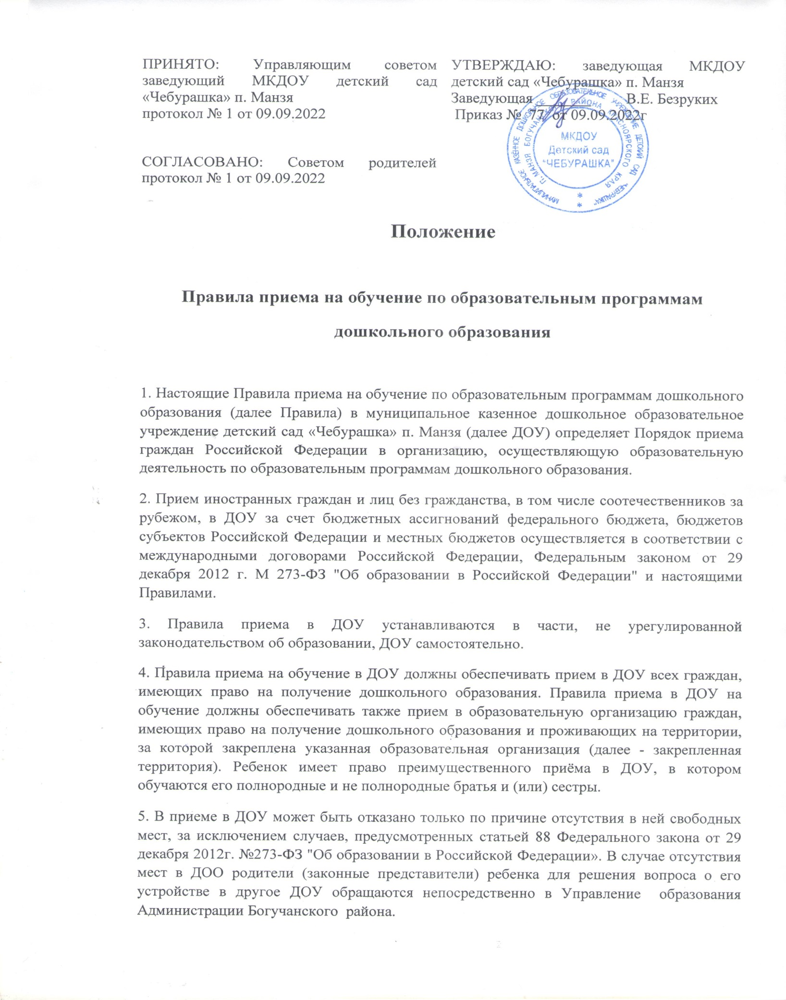 ПРИНЯТО: Управляющим советом
заведующий МКДОУ детский сад
«Чебурашка» п. Манзя
протокол № 1 от 09.09.2022
СОГЛАСОВАНО: Советом родителей
протокол № 1 от 09.09.2022
УТВЕРЖДАЮ: заведующая МКДОУ
детский сад «Чебурашка» п. Манзя
Заведующая В.Е. Безруких
Приказ № 77 от 09.09.2022г
МУНИЦИПАЛЬНОЕ КАЗЁННОЕ ДОШКОЛЬНОЕ ОБРАЗОВАТЕЛЬНОЕ УЧРЕЖДЕНИЕ ДЕТСКИЙ САД "ЧЕБУРАШКА"
П. МАНЗЯ БОГУЧАНСКОГО РАЙОНА КРАСНОЯРСКОГО КРАЯ
МКДОУ
Детский сад
"ЧЕБУРАШКА"
Положение
Правила приема на обучение по образовательным программам
дошкольного образования
1. Настоящие Правила приема на обучение по образовательным программам дошкольного
образования (далее Правила) в муниципальное казенное дошкольное образовательное
учреждение детский сад «Чебурашка» п. Манзя (далее ДОУ) определяет Порядок приема
граждан Российской Федерации в организацию, осуществляющую образовательную
деятельность по образовательным программам дошкольного образования.
2. Прием иностранных граждан и лиц без гражданства, в том числе соотечественников за
рубежом, в ДОУ за счет бюджетных ассигнований федерального бюджета, бюджетов
субъектов Российской Федерации и местных бюджетов осуществляется в соответствии с
международными договорами Российской Федерации, Федеральным законом от 29
декабря 2012 г. М 273-ФЗ "Об образовании в Российской Федерации" и настоящими
Правилами.
3. Правила приема в ДОУ устанавливаются в части, не урегулированной
законодательством об образовании, ДОУ самостоятельно.
4. Правила приема на обучение в ДОУ должны обеспечивать прием в ДОУ всех граждан,
имеющих право на получение дошкольного образования. Правила приема в ДОУ на
обучение должны обеспечивать также прием в образовательную организацию граждан,
имеющих право на получение дошкольного образования и проживающих на территории,
за которой закреплена указанная образовательная организация (далее - закрепленная
территория). Ребенок имеет право преимущественного приёма в ДОУ, в котором
обучаются его полнородные и не полнородные братья и (или) сестры.
5. В приеме в ДОУ может быть отказано только по причине отсутствия в ней свободных
мест, за исключением случаев, предусмотренных статьей 88 Федерального закона от 29
декабря 2012г. №273-ФЗ "Об образовании в Российской Федерации». В случае отсутствия
мест в ДОО родители (законные представители) ребенка для решения вопроса о его
устройстве в другое ДОУ обращаются непосредственно в Управление образования
Администрации Богучанского района.